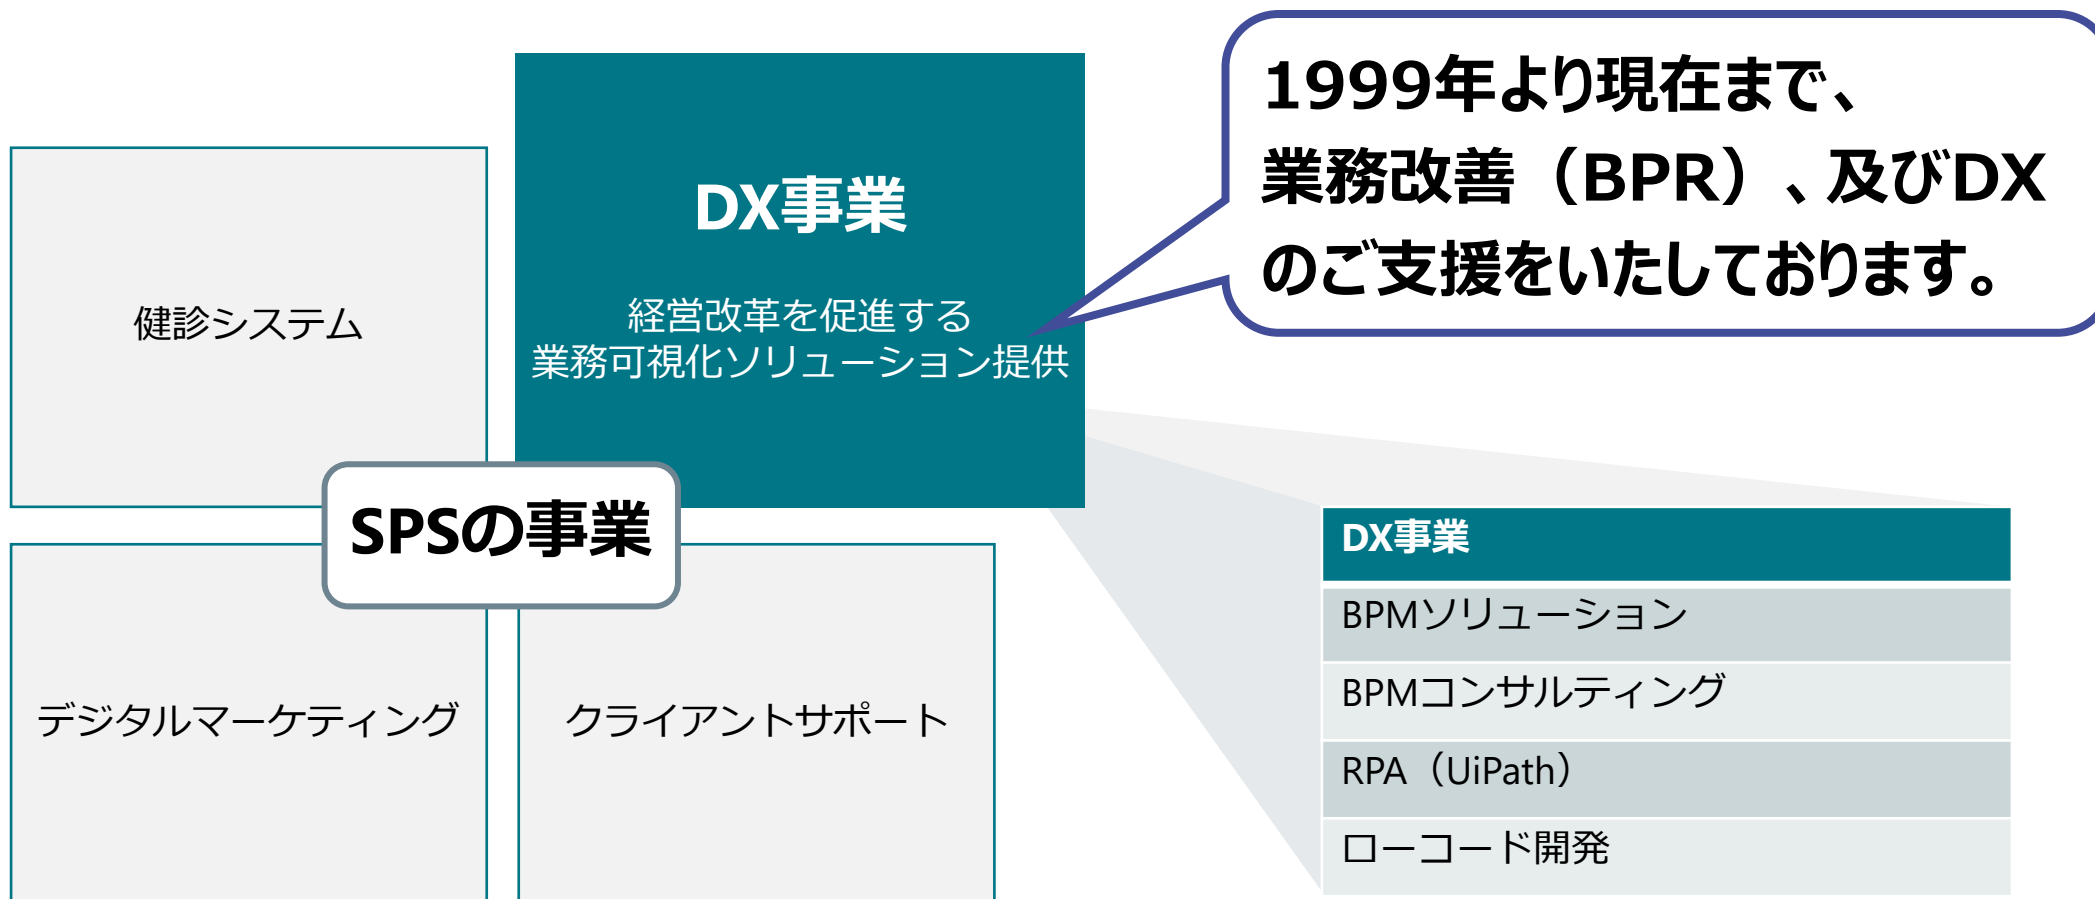 1999年より現在まで、
業務改善（BPR）、及びDX
のご支援をいたしております。
DX事業
経営改革を促進する
業務可視化ソリューション提供
健診システム
SPSの事業
デジタルマーケティング
クライアントサポート
DX事業
BPMソリューション
BPMコンサルティング
RPA（UiPath）
ローコード開発